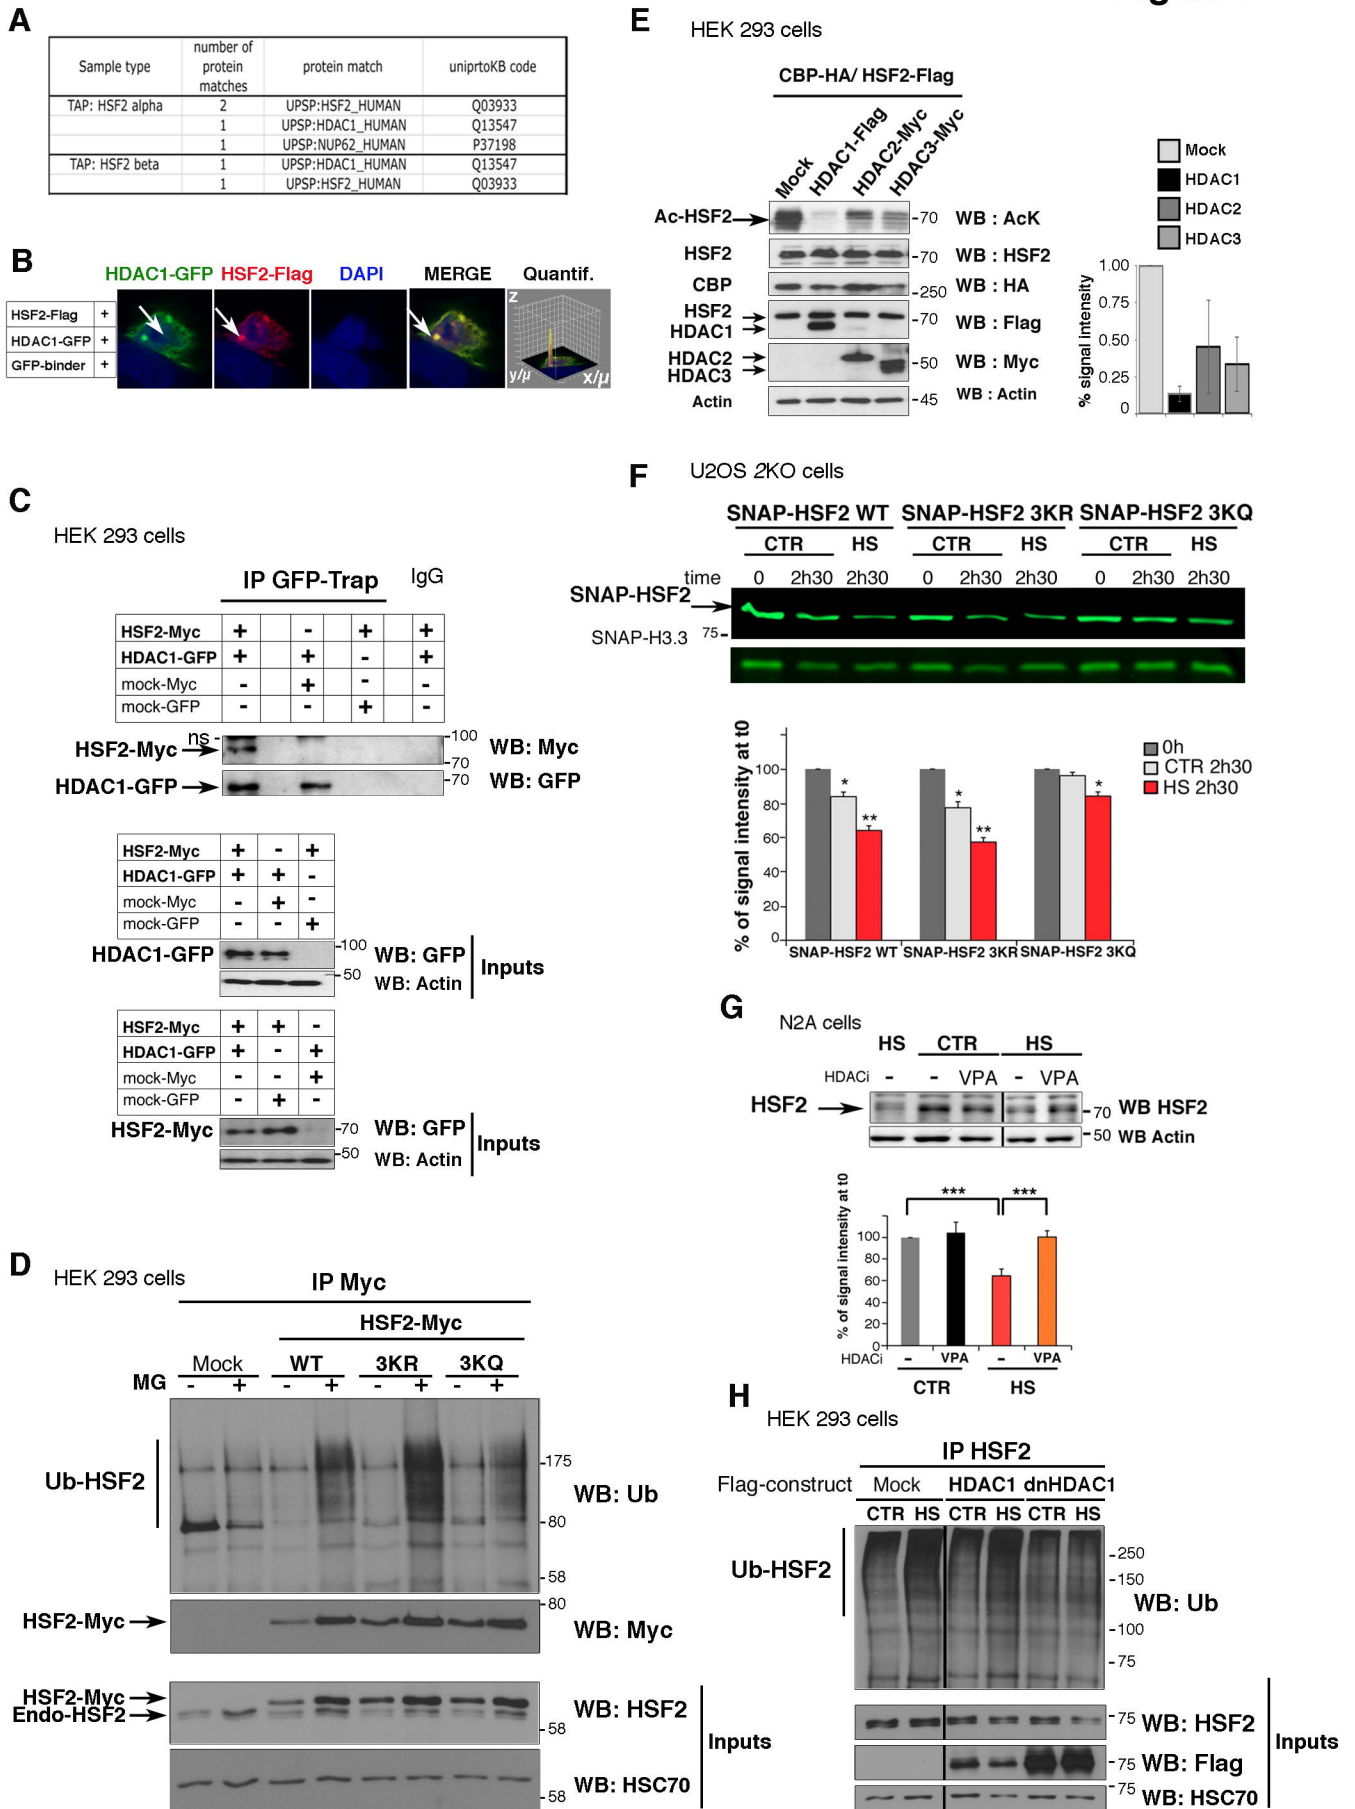 A
Sample type	number of protein matches	protein match	uniprtoKB code
TAP: HSF2 alpha	2	UPSP:HSF2_HUMAN	Q03933
1	UPSP:HDAC1_HUMAN	Q13547
1	UPSP:NUP62_HUMAN	P37198
TAP: HSF2 beta	1	UPSP:HDAC1_HUMAN	Q13547
1	UPSP:HSF2_HUMAN	Q03933
B
HDAC1-GFP HSF2-Flag DAPI MERGE Quantif.
HSF2-Flag +
HDAC1-GFP +
GFP-binder +
z
y/µ x/µ
C
HEK 293 cells
IP GFP-Trap IgG
HSF2-Myc + - + +
HDAC1-GFP + + - +
mock-Myc - + - -
mock-GFP - - + -
ns -
HSF2-Myc
-100
-70
WB: Myc
HDAC1-GFP
-70
WB: GFP
HSF2-Myc + - +
HDAC1-GFP + + -
mock-Myc - + -
mock-GFP - - +
HDAC1-GFP
-100
WB: GFP
-50
WB: Actin
Inputs
HSF2-Myc + + -
HDAC1-GFP + - +
mock-Myc - - +
mock-GFP - + -
HSF2-Myc
-70
WB: GFP
-50
WB: Actin
Inputs
D
HEK 293 cells
IP Myc
HSF2-Myc
Mock WT 3KR 3KQ
MG - + - + - + - +
Ub-HSF2
-175
-80
-58
WB: Ub
HSF2-Myc
-80
WB: Myc
HSF2-Myc
Endo-HSF2
-58
WB: HSF2
-58
WB: HSC70
Inputs
E
HEK 293 cells
CBP-HA/ HSF2-Flag
Mock
HDAC1-Flag
HDAC2-Myc
HDAC3-Myc
Ac-HSF2 -70 WB : AcK
HSF2 -70 WB : HSF2
CBP -250 WB : HA
HSF2
HDAC1
-70 WB : Flag
HDAC2
HDAC3
-50 WB : Myc
Actin -45 WB : Actin
Mock
HDAC1
HDAC2
HDAC3
% signal intensity
1.00
0.75
0.50
0.25
0
F
U2OS 2KO cells
SNAP-HSF2 WT SNAP-HSF2 3KR SNAP-HSF2 3KQ
CTR HS CTR HS CTR HS
time 0 2h30 2h30 0 2h30 2h30 0 2h30 2h30
SNAP-HSF2
75-
SNAP-H3.3
% of signal intensity at t0
100
80
60
40
20
0
* ** * ** *
0h
CTR 2h30
HS 2h30
SNAP-HSF2 WT SNAP-HSF2 3KR SNAP-HSF2 3KQ
G
N2A cells
HS CTR HS
HDACi - - VPA - VPA
HSF2
-70 WB HSF2
-50 WB Actin
% of signal intensity at t0
*** ***
100
80
60
40
20
0
HDACi - VPA - VPA
CTR HS
H
HEK 293 cells
IP HSF2
Flag-construct Mock HDAC1 dnHDAC1
CTR HS CTR HS CTR HS
Ub-HSF2
-250
-150
-100
-75
WB: Ub
-75 WB: HSF2
-75 WB: Flag
-75
WB: HSC70
Inputs